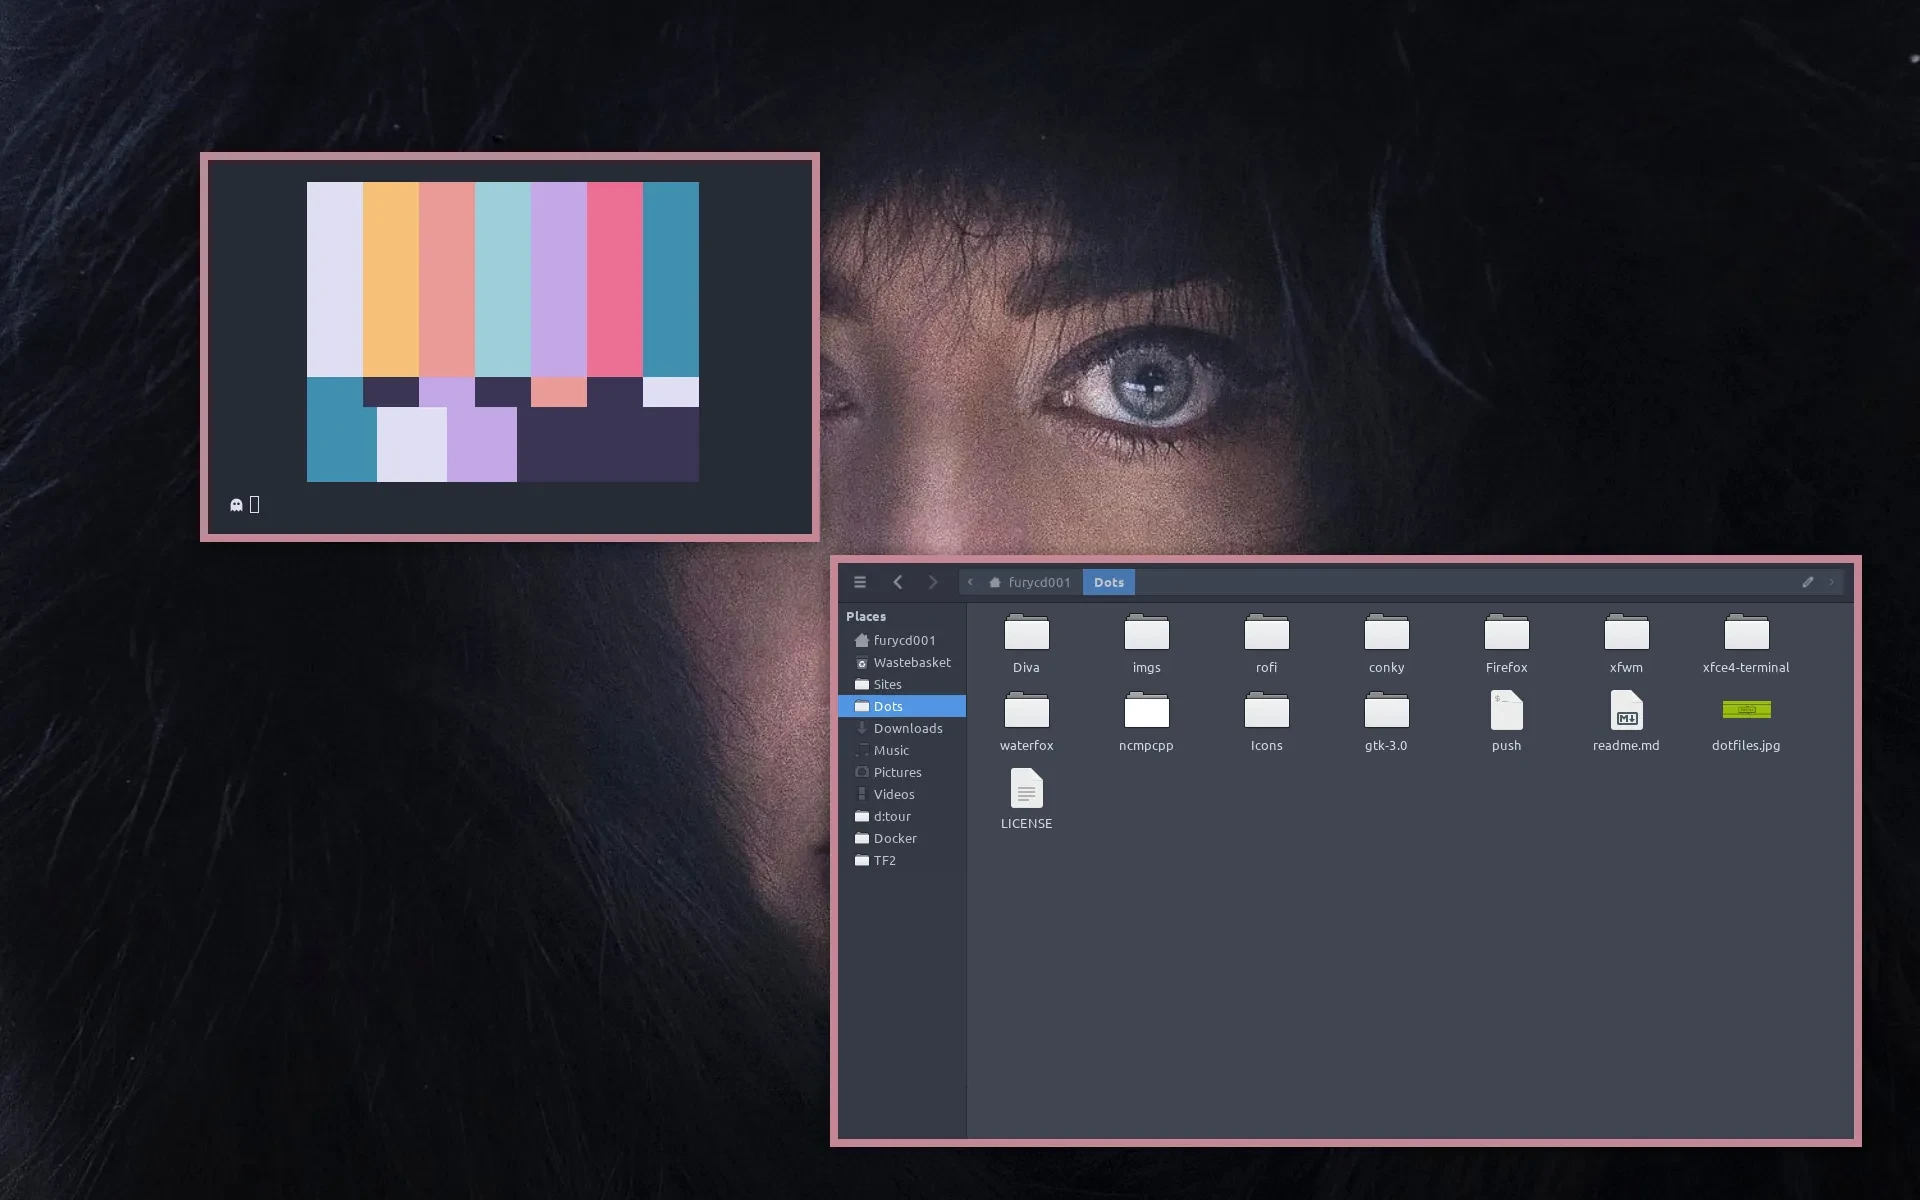 furycd001 Dots
Places
furycd001
Wastebasket
Sites
Dots
Downloads
Music
Pictures
Videos
d:tour
Docker
TF2
Diva imgs rofi conky Firefox xfwm xfce4-terminal
waterfox ncmpcpp Icons gtk-3.0 push readme.md dotfiles.jpg
LICENSE